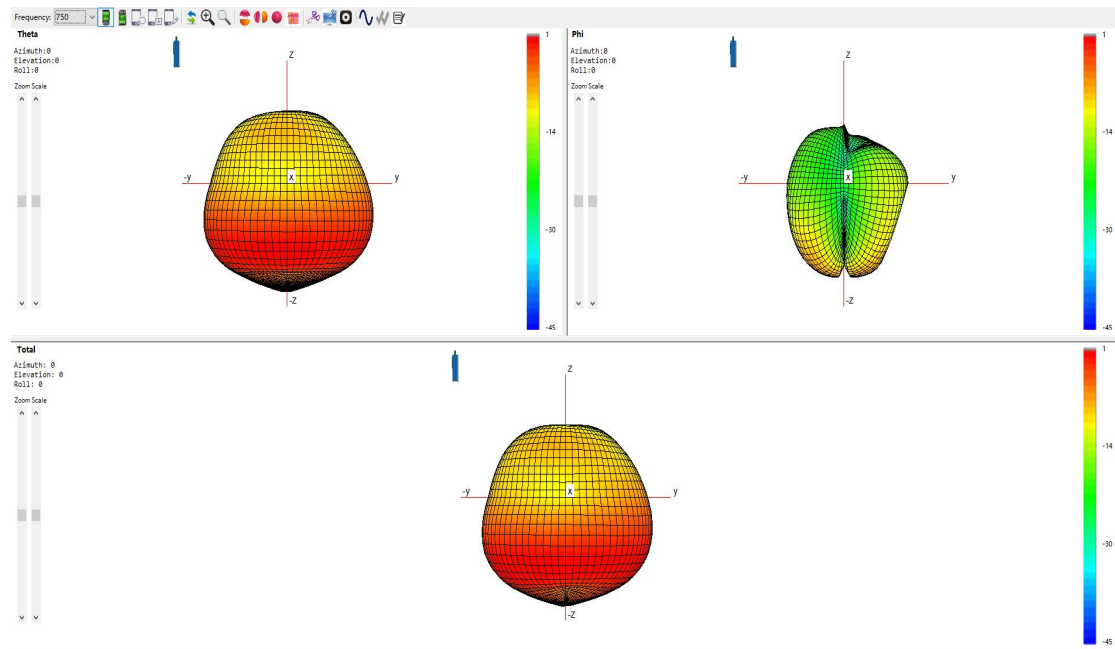 Frequency: 750
Theta
Azimuth:0
Elevation:0
Roll:0
Zoom Scale
Z
-y
X
y
-Z
1
-14
-30
-45
Phi
Azimuth:0
Elevation:0
Roll:0
Zoom Scale
Z
-y
X
y
-Z
1
-14
-30
-45
Total
Azimuth: 0
Elevation: 0
Roll: 0
Zoom Scale
Z
-y
X
y
-Z
1
-14
-30
-45